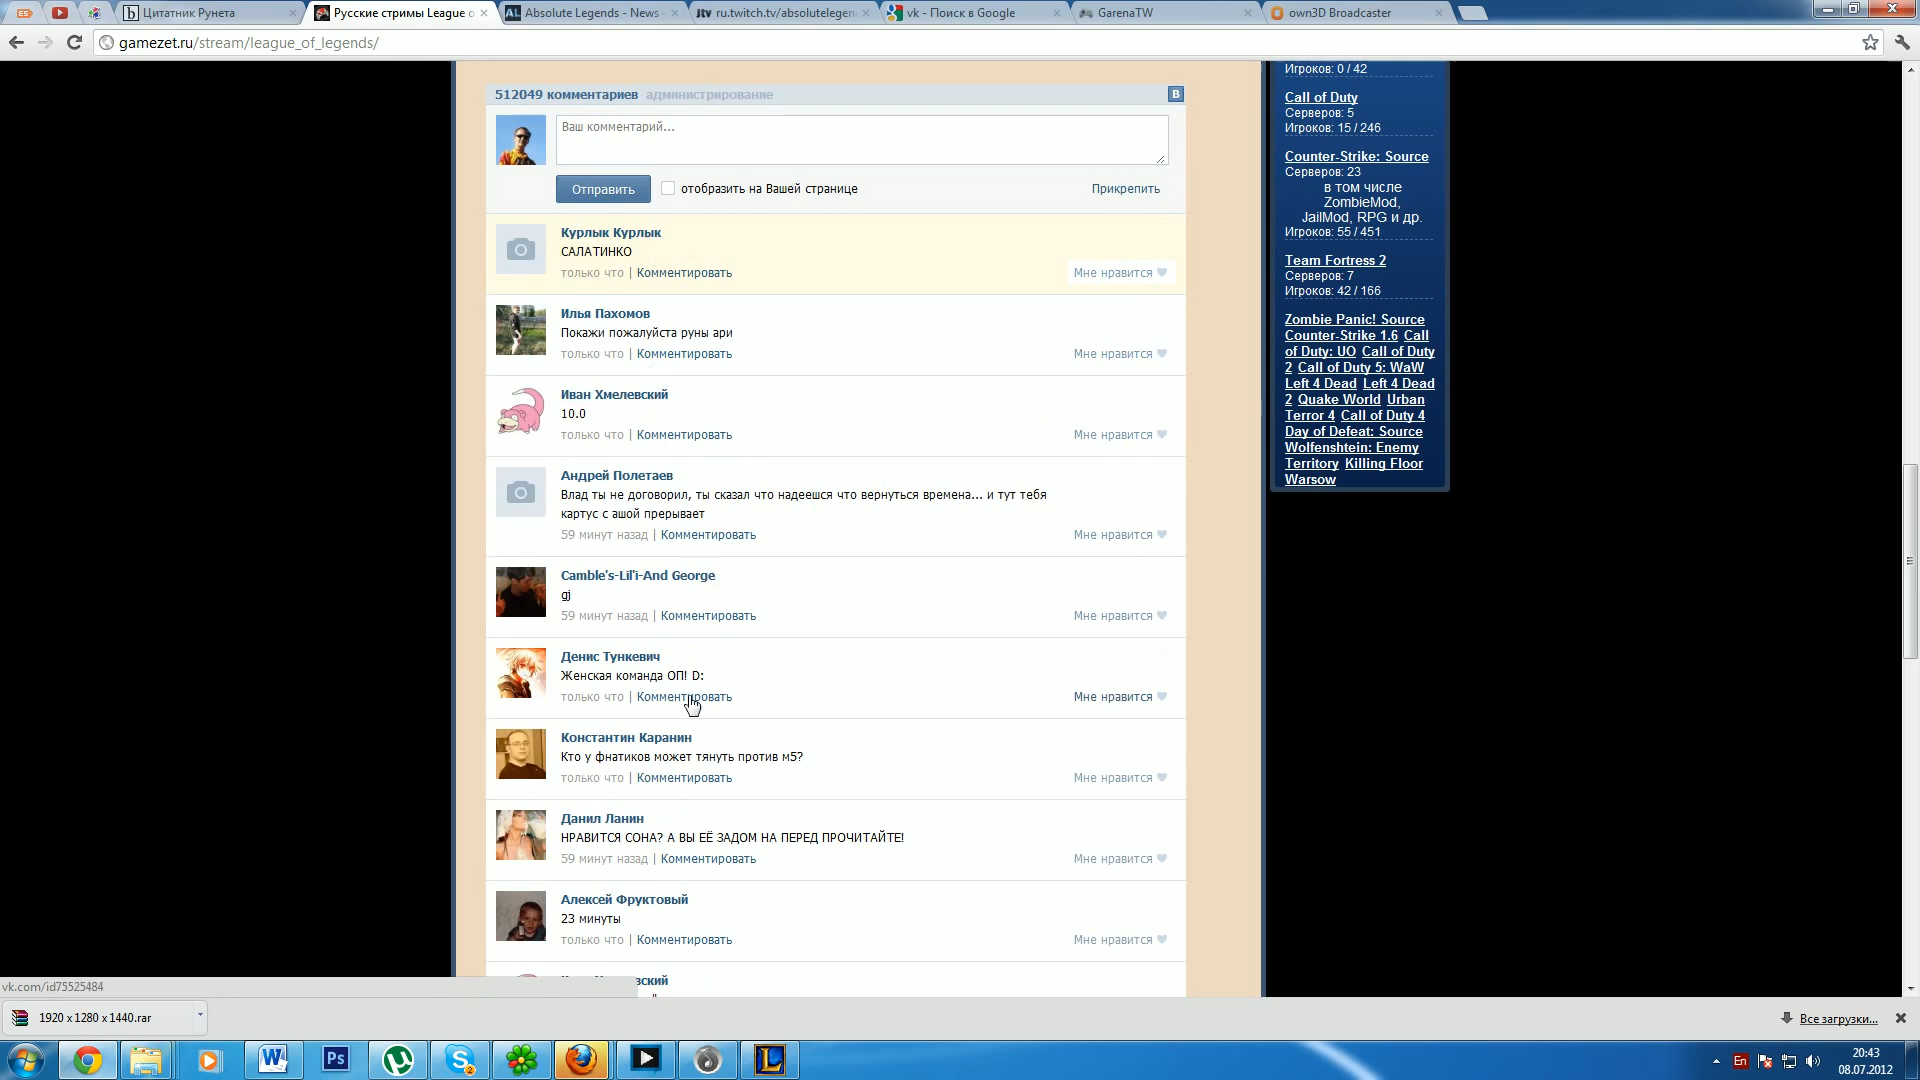 ES
Цитатник Рунета
Русские стримы League o
AL Absolute Legends - News
jtv ru.twitch.tv/absolutelegen
vk - Поиск в Google
GarenaTW
own3D Broadcaster
gamezet.ru/stream/league_of_legends/
512049 комментариев администрирование
B
Ваш комментарий...
Отправить
отобразить на Вашей странице
Прикрепить
Курлык Курлык
САЛАТИНКО
только что | Комментировать
Мне нравится
Илья Пахомов
Покажи пожалуйста руны ари
только что | Комментировать
Мне нравится
Иван Хмелевский
10.0
только что | Комментировать
Мне нравится
Андрей Полетаев
Влад ты не договорил, ты сказал что надеешся что вернуться времена... и тут тебя
картус с ашой прерывает
59 минут назад | Комментировать
Мне нравится
Camble's-Lil'i-And George
gj
59 минут назад | Комментировать
Мне нравится
Денис Тункевич
Женская команда ОП! D:
только что | Комментировать
Мне нравится
Константин Каранин
Кто у фнатиков может тянуть против м5?
только что | Комментировать
Мне нравится
Данил Ланин
НРАВИТСЯ СОНА? А ВЫ ЕЁ ЗАДОМ НА ПЕРЕД ПРОЧИТАЙТЕ!
59 минут назад | Комментировать
Мне нравится
Алексей Фруктовый
23 минуты
только что | Комментировать
Мне нравится
Игроков: 0 / 42
Call of Duty
Серверов: 5
Игроков: 15 / 246
Counter-Strike: Source
Серверов: 23
в том числе
ZombieMod,
JailMod, RPG и др.
Игроков: 55 / 451
Team Fortress 2
Серверов: 7
Игроков: 42 / 166
Zombie Panic! Source
Counter-Strike 1.6 Call
of Duty: UO Call of Duty
2 Call of Duty 5: WaW
Left 4 Dead Left 4 Dead
2 Quake World Urban
Terror 4 Call of Duty 4
Day of Defeat: Source
Wolfenshtein: Enemy
Territory Killing Floor
Warsow
vk.com/id75525484
1920 x 1280 x 1440.rar
Все загрузки...
W
Ps
S 2
L
En
20:43
08.07.2012